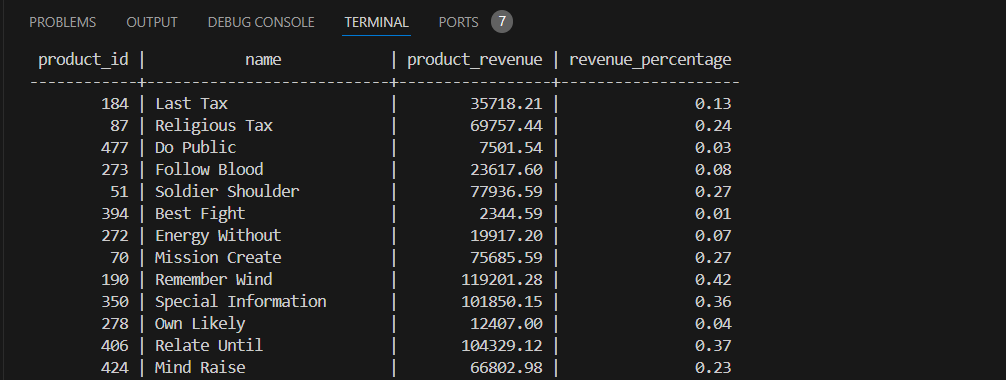 PROBLEMS OUTPUT DEBUG CONSOLE TERMINAL PORTS 7
product_id | name | product_revenue | revenue_percentage
------------+---------------------------+-----------------+--------------------
184 | Last Tax | 35718.21 | 0.13
87 | Religious Tax | 69757.44 | 0.24
477 | Do Public | 7501.54 | 0.03
273 | Follow Blood | 23617.60 | 0.08
51 | Soldier Shoulder | 77936.59 | 0.27
394 | Best Fight | 2344.59 | 0.01
272 | Energy Without | 19917.20 | 0.07
70 | Mission Create | 75685.59 | 0.27
190 | Remember Wind | 119201.28 | 0.42
350 | Special Information | 101850.15 | 0.36
278 | Own Likely | 12407.00 | 0.04
406 | Relate Until | 104329.12 | 0.37
424 | Mind Raise | 66802.98 | 0.23